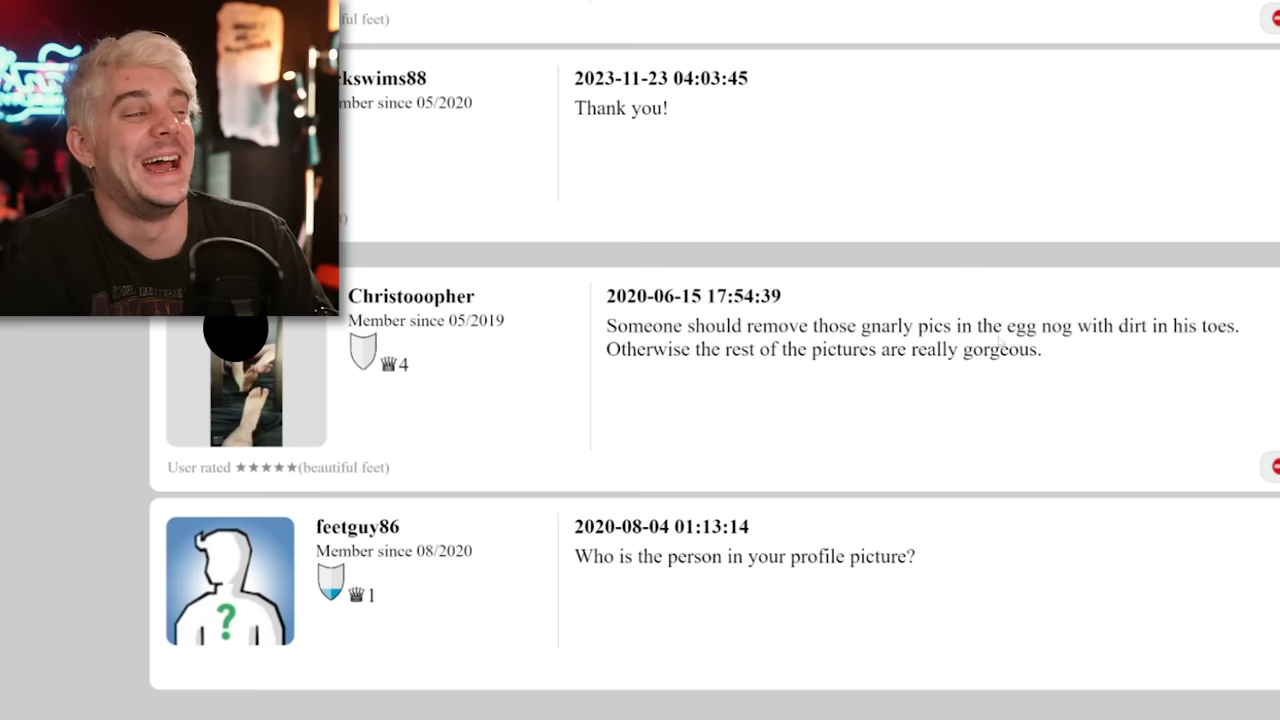 ful feet)
kswims88
mber since 05/2020
2023-11-23 04:03:45
Thank you!
Christooopher
Member since 05/2019
4
2020-06-15 17:54:39
Someone should remove those gnarly pics in the egg nog with dirt in his toes.
Otherwise the rest of the pictures are really gorgeous.
User rated ★★★★★(beautiful feet)
feetguy86
Member since 08/2020
1
2020-08-04 01:13:14
Who is the person in your profile picture?
?